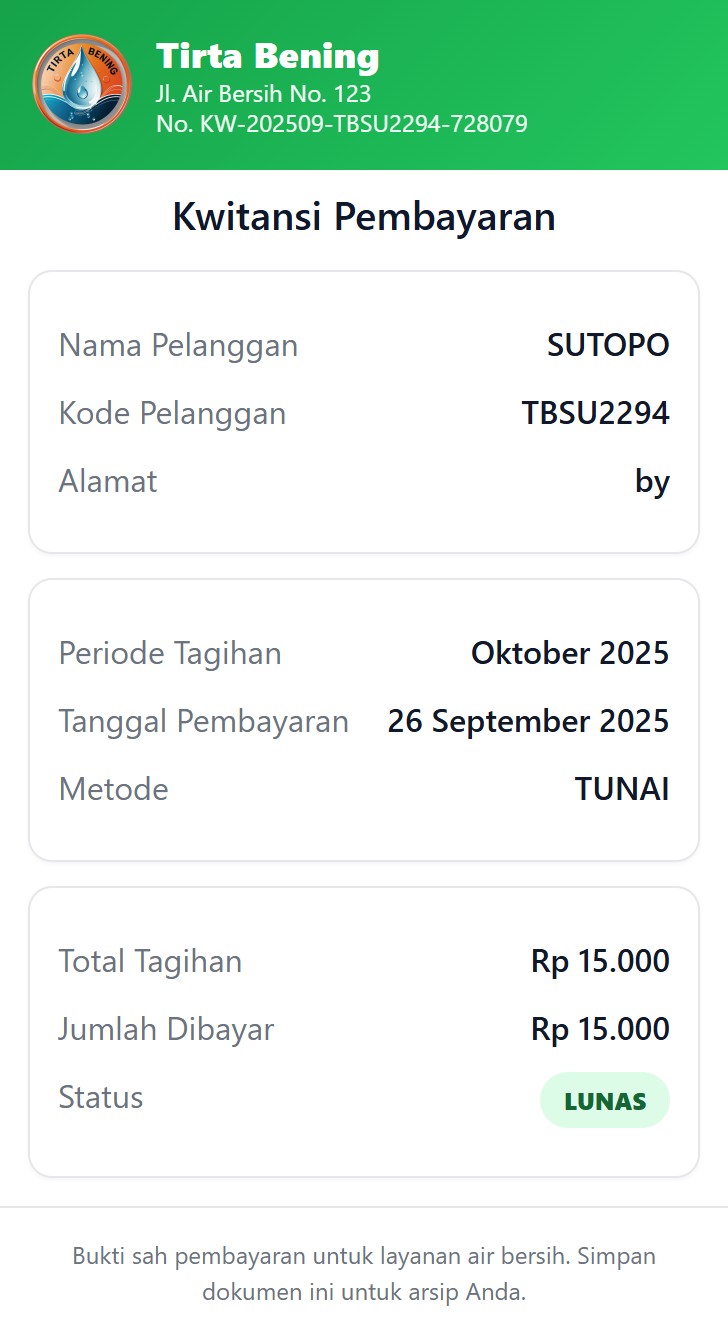 TIRTA BENING
Tirta Bening
Jl. Air Bersih No. 123
No. KW-202509-TBSU2294-728079
Kwitansi Pembayaran
Nama Pelanggan SUTOPO
Kode Pelanggan TBSU2294
Alamat by
Periode Tagihan Oktober 2025
Tanggal Pembayaran 26 September 2025
Metode TUNAI
Total Tagihan Rp 15.000
Jumlah Dibayar Rp 15.000
Status LUNAS
Bukti sah pembayaran untuk layanan air bersih. Simpan
dokumen ini untuk arsip Anda.